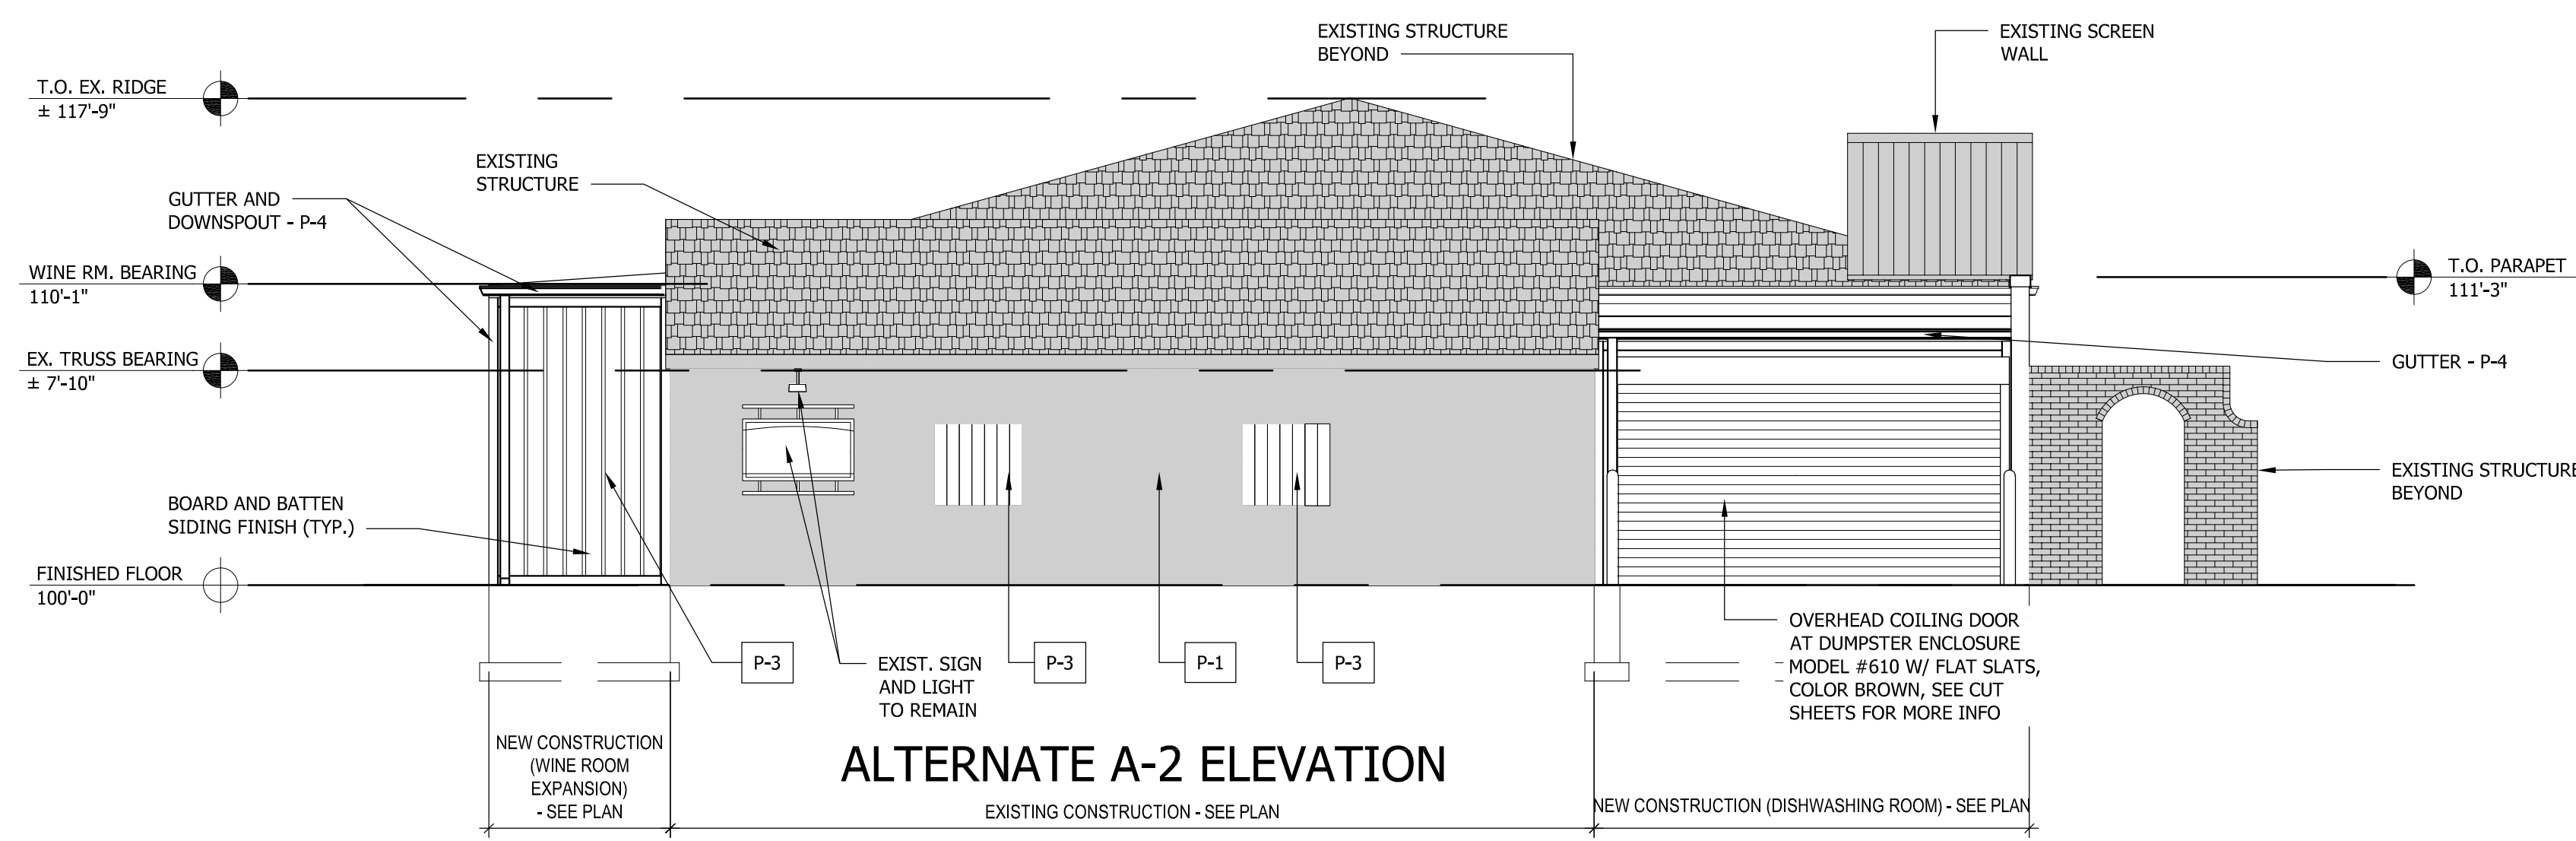 EXISTING STRUCTURE
BEYOND
EXISTING SCREEN
WALL
T.O. EX. RIDGE
± 117'-9"
EXISTING
STRUCTURE
GUTTER AND
DOWNSPOUT - P-4
WINE RM. BEARING
110'-1"
T.O. PARAPET
111'-3"
EX. TRUSS BEARING
± 7'-10"
GUTTER - P-4
EXISTING STRUCTURE
BEYOND
BOARD AND BATTEN
SIDING FINISH (TYP.)
FINISHED FLOOR
100'-0"
P-3
EXIST. SIGN
AND LIGHT
TO REMAIN
P-3
P-1
P-3
OVERHEAD COILING DOOR
AT DUMPSTER ENCLOSURE
MODEL #610 W/ FLAT SLATS,
COLOR BROWN, SEE CUT
SHEETS FOR MORE INFO
NEW CONSTRUCTION
(WINE ROOM
EXPANSION)
- SEE PLAN
ALTERNATE A-2 ELEVATION
EXISTING CONSTRUCTION - SEE PLAN
NEW CONSTRUCTION (DISHWASHING ROOM) - SEE PLAN